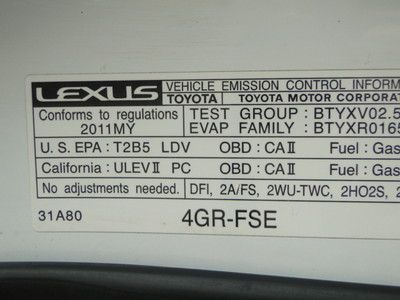 LEXUS VEHICLE EMISSION CONTROL INFORM
TOYOTA TOYOTA MOTOR CORPORAT
Conforms to regulations TEST GROUP : BTYXV02.5
2011MY EVAP FAMILY : BTYXR0165
U.S. EPA : T2B5 LDV OBD : CAⅡ Fuel : Gas
California : ULEVⅡ PC OBD : CAⅡ Fuel : Gas
No adjustments needed. DFI, 2A/FS, 2WU-TWC, 2HO2S, 2
31A80 4GR-FSE